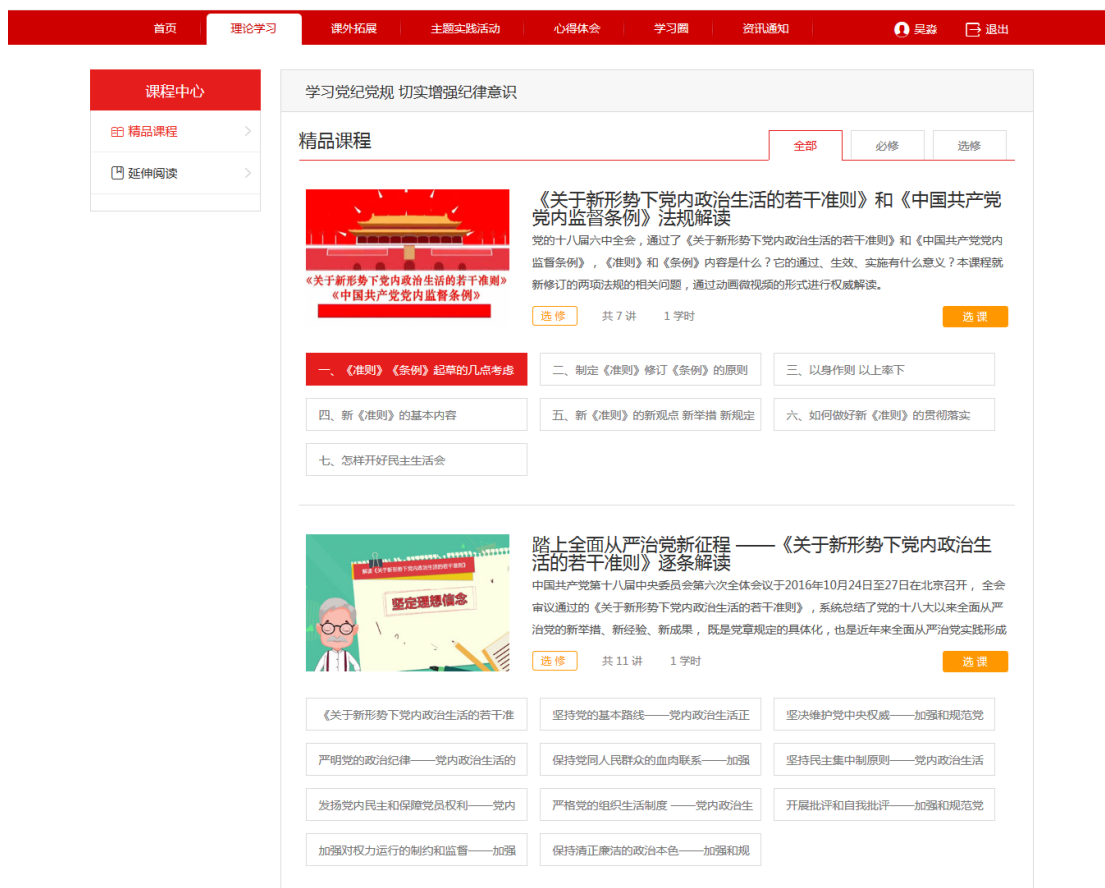 首页 理论学习 课外拓展 主题实践活动 心得体会 学习圈 资讯通知 吴淼 退出
课程中心
精品课程
延伸阅读
学习党纪党规 切实增强纪律意识
精品课程 全部 必修 选修
《关于新形势下党内政治生活的若干准则》
《中国共产党党内监督条例》
《关于新形势下党内政治生活的若干准则》和《中国共产党
党内监督条例》法规解读
党的十八届六中全会，通过了《关于新形势下党内政治生活的若干准则》和《中国共产党党内
监督条例》，《准则》和《条例》内容是什么？它的通过、生效、实施有什么意义？本课程就
新修订的两项法规的相关问题，通过动画微视频的形式进行权威解读。
选修 共 7 讲 1 学时 选课
一、《准则》《条例》起草的几点考虑 二、制定《准则》修订《条例》的原则 三、以身作则 以上率下
四、新《准则》的基本内容 五、新《准则》的新观点 新举措 新规定 六、如何做好新《准则》的贯彻落实
七、怎样开好民主生活会
解读《关于新形势下党内政治生活的若干准则》
坚定理想信念
踏上全面从严治党新征程 ——《关于新形势下党内政治生
活的若干准则》逐条解读
中国共产党第十八届中央委员会第六次全体会议于2016年10月24日至27日在北京召开， 全会
审议通过的《关于新形势下党内政治生活的若干准则》，系统总结了党的十八大以来全面从严
治党的新举措、新经验、新成果， 既是党章规定的具体化，也是近年来全面从严治党实践形成
选修 共 11 讲 1 学时 选课
《关于新形势下党内政治生活的若干准 坚持党的基本路线——党内政治生活正 坚决维护党中央权威——加强和规范党
严明党的政治纪律——党内政治生活的 保持党同人民群众的血肉联系——加强 坚持民主集中制原则——党内政治生活
发扬党内民主和保障党员权利——党内 严格党的组织生活制度 ——党内政治生 开展批评和自我批评——加强和规范党
加强对权力运行的制约和监督——加强 保持清正廉洁的政治本色——加强和规